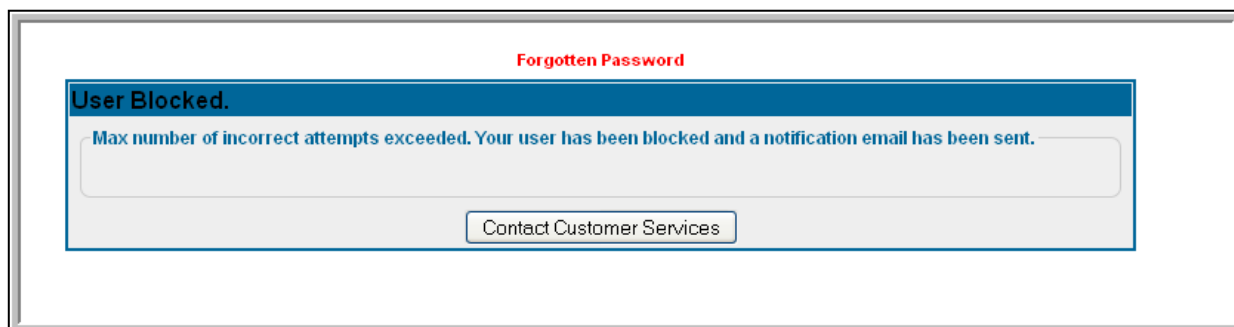 Forgotten Password
User Blocked.
Max number of incorrect attempts exceeded. Your user has been blocked and a notification email has been sent.
Contact Customer Services